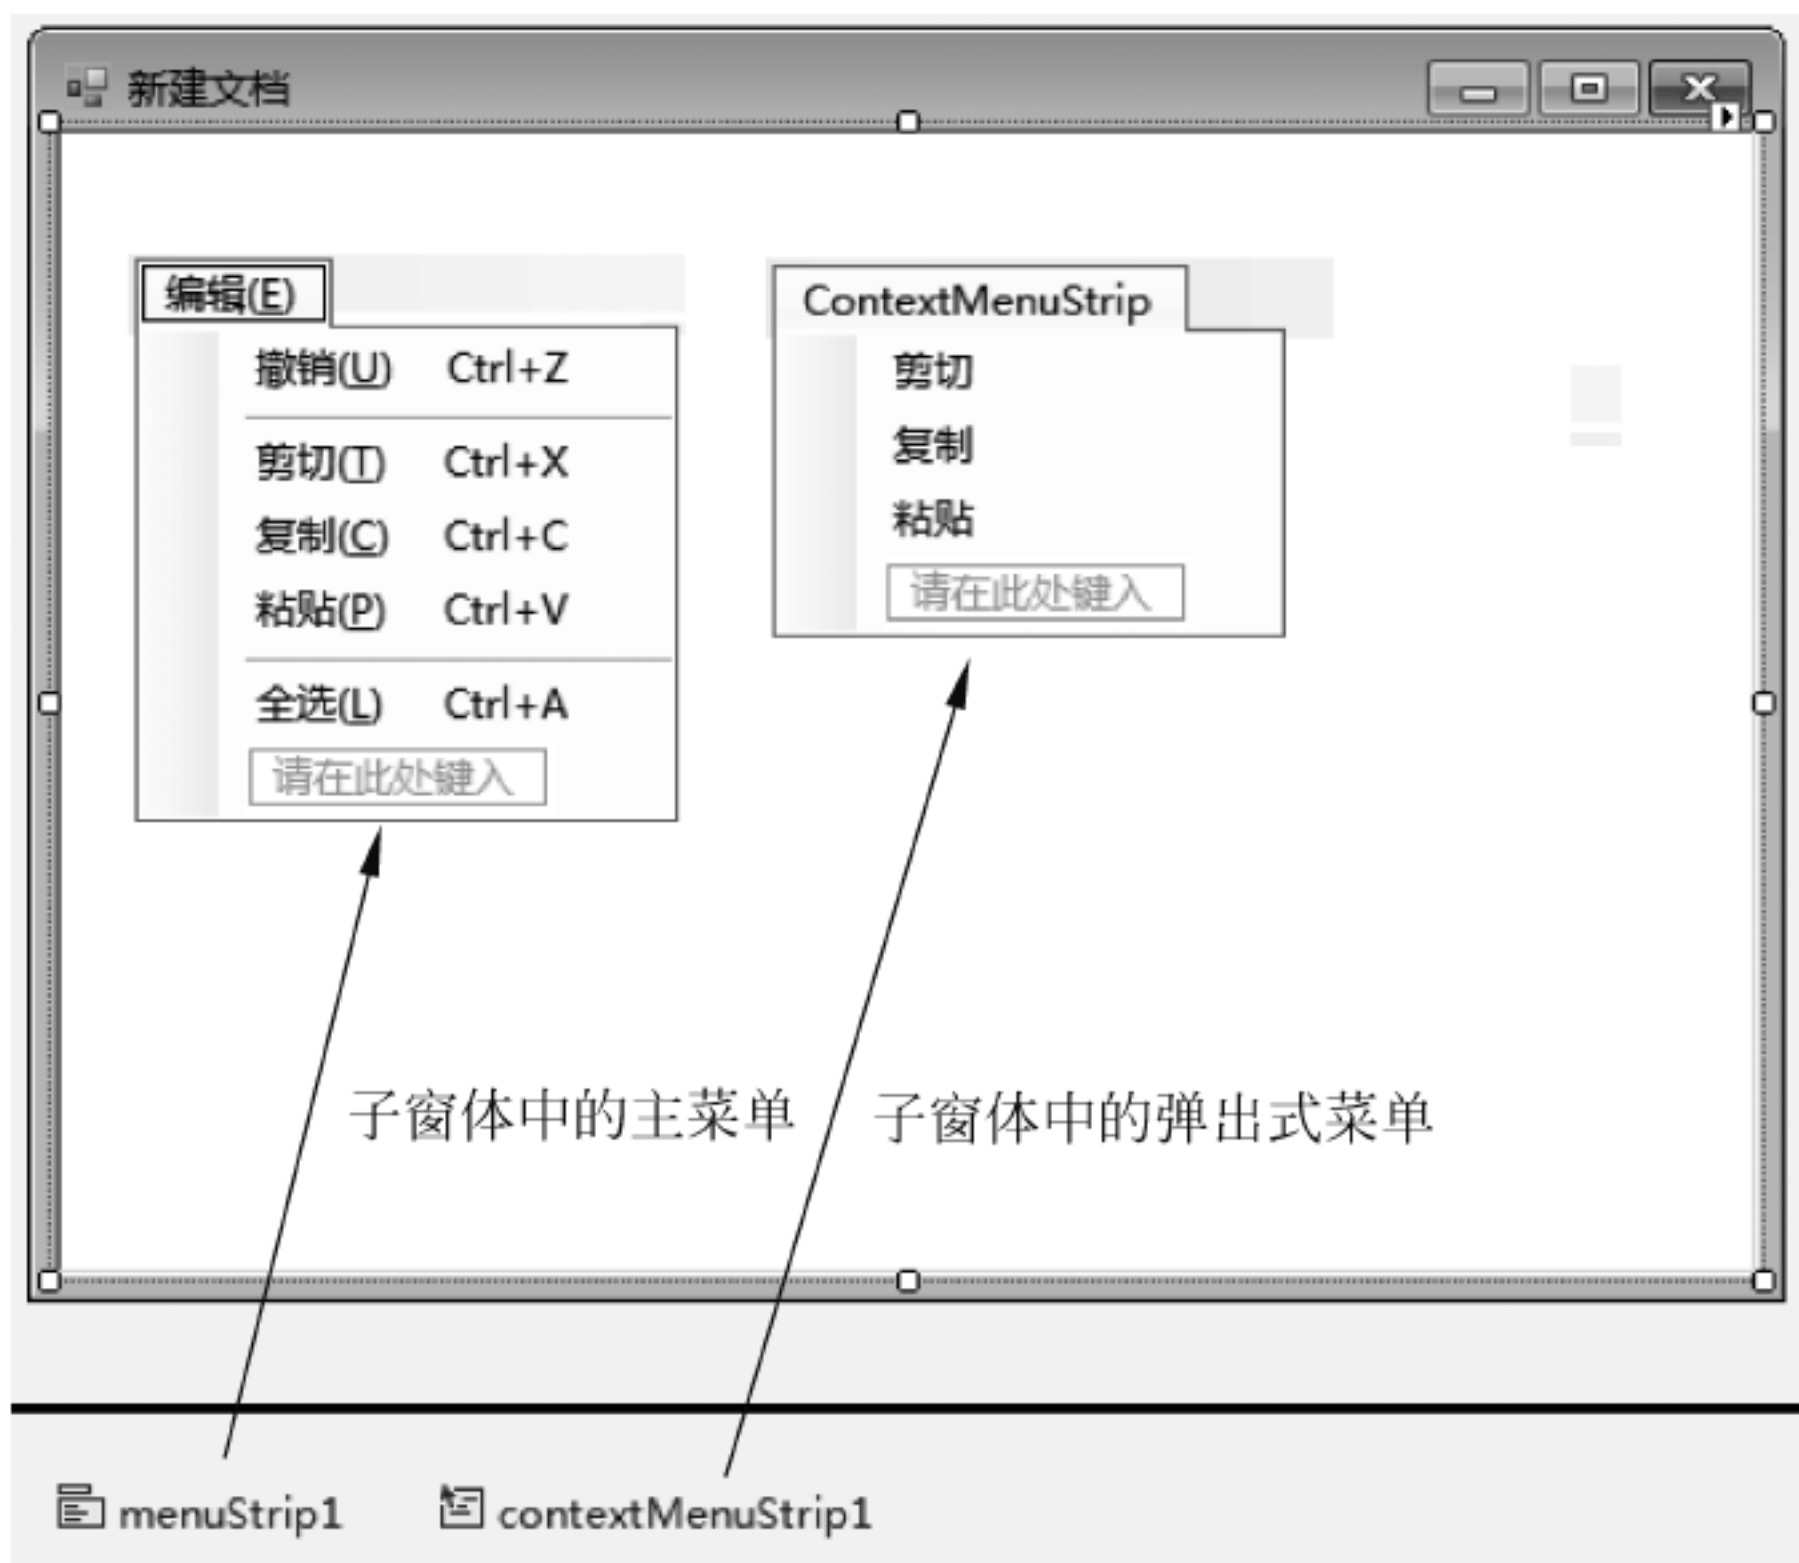 新建文档
编辑(E)
撤销(U) Ctrl+Z
剪切(T) Ctrl+X
复制(C) Ctrl+C
粘贴(P) Ctrl+V
全选(L) Ctrl+A
请在此处键入
ContextMenuStrip
剪切
复制
粘贴
请在此处键入
子窗体中的主菜单
子窗体中的弹出式菜单
menuStrip1
contextMenuStrip1